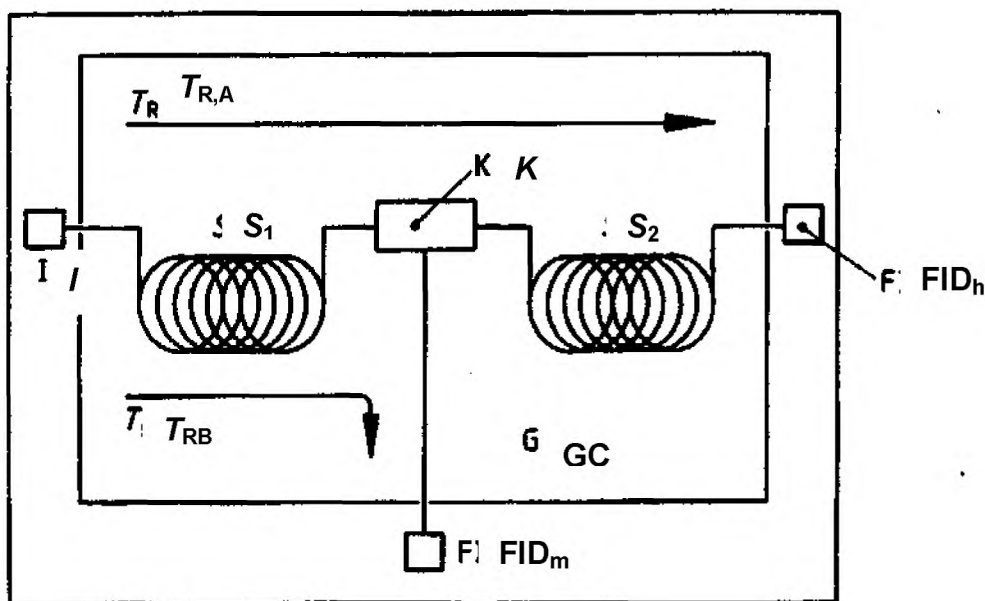 TR TR,A
K K
S1
S2
I I
F FIDh
T TRB
G GC
F FIDm